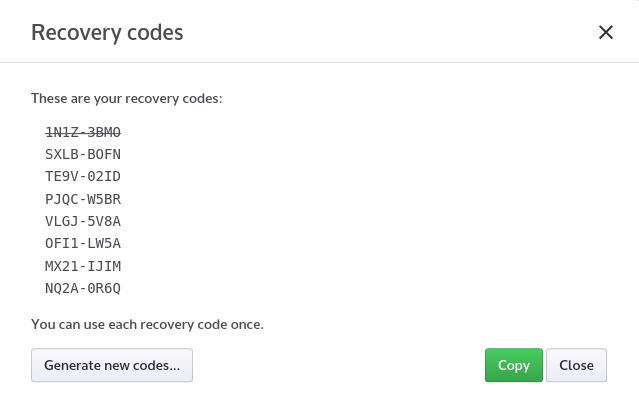 Recovery codes
These are your recovery codes:
1N1Z-3BMO
SXLB-BOFN
TE9V-02ID
PJQC-W5BR
VLGJ-5V8A
OFI1-LW5A
MX21-IJIM
NQ2A-0R6Q
You can use each recovery code once.
Generate new codes...
Copy
Close